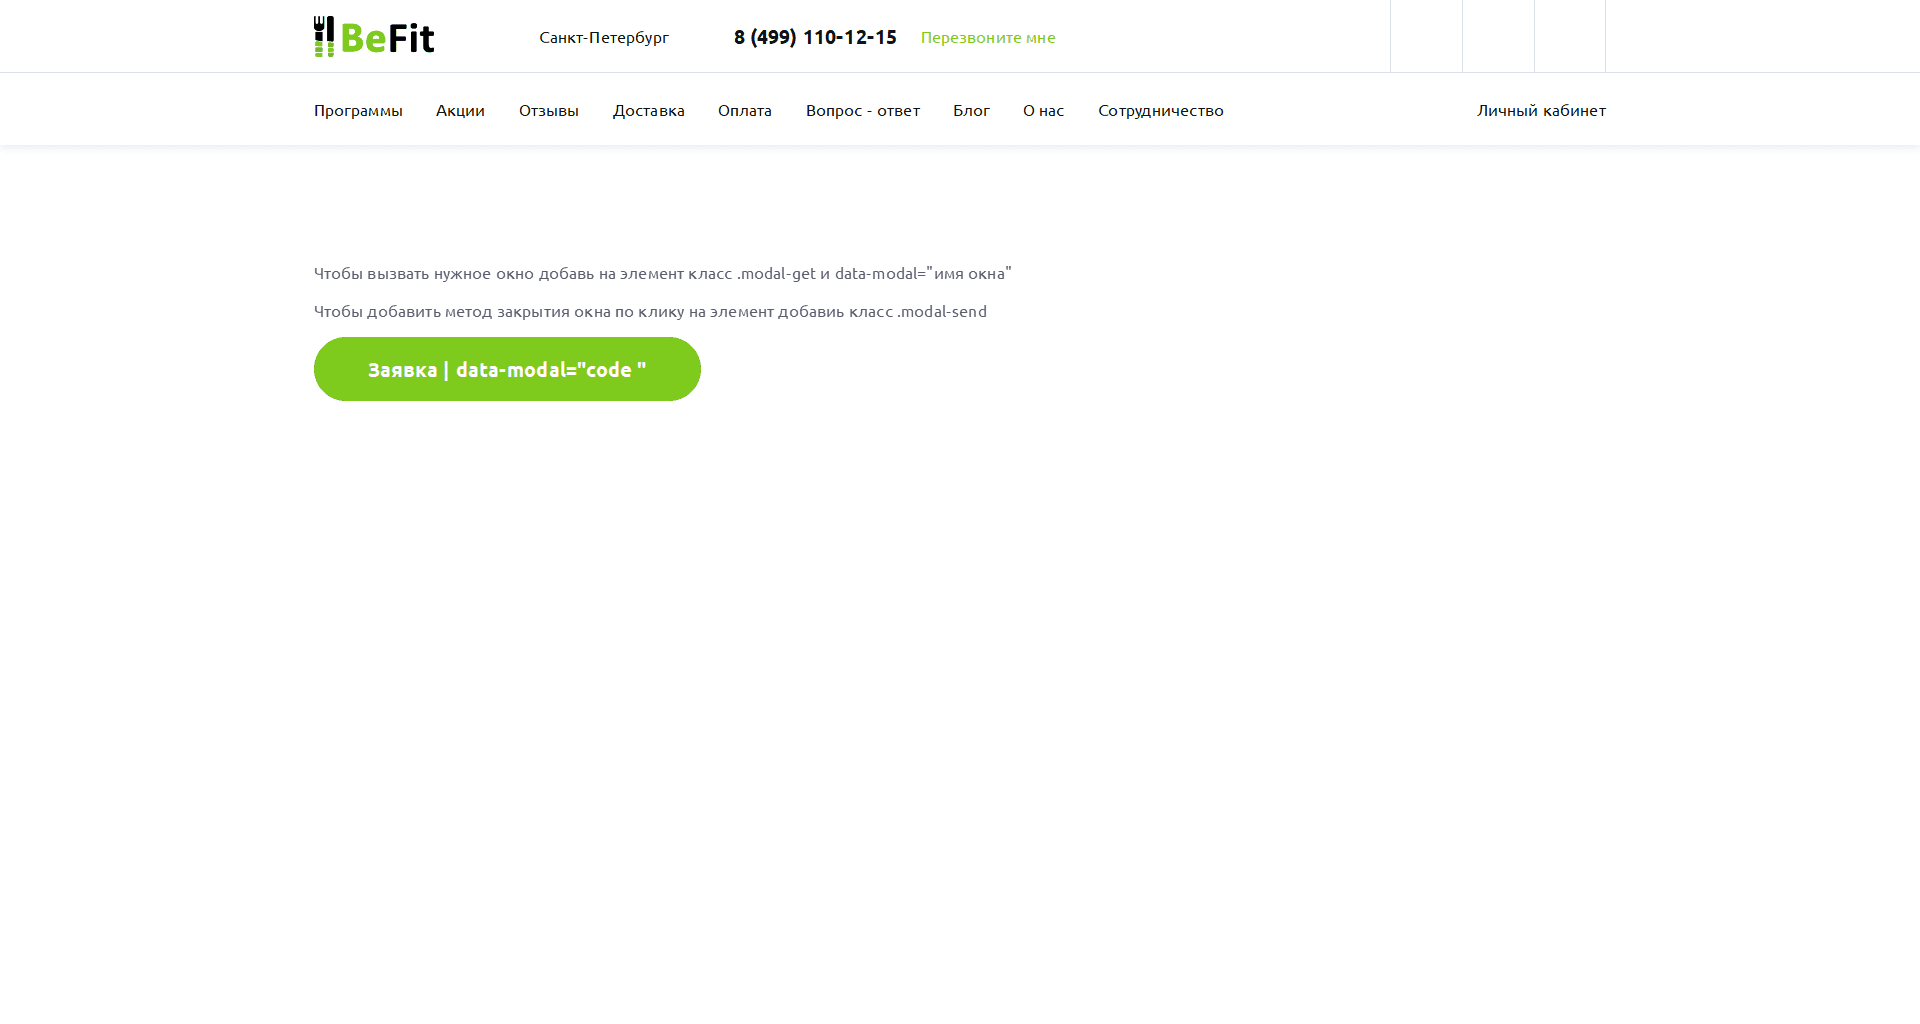 BeFit
Санкт-Петербург
8 (499) 110-12-15
Перезвоните мне
Программы
Акции
Отзывы
Доставка
Оплата
Вопрос - ответ
Блог
О нас
Сотрудничество
Личный кабинет
Чтобы вызвать нужное окно добавь на элемент класс .modal-get и data-modal="имя окна"
Чтобы добавить метод закрытия окна по клику на элемент добавиь класс .modal-send
Заявка | data-modal="code "